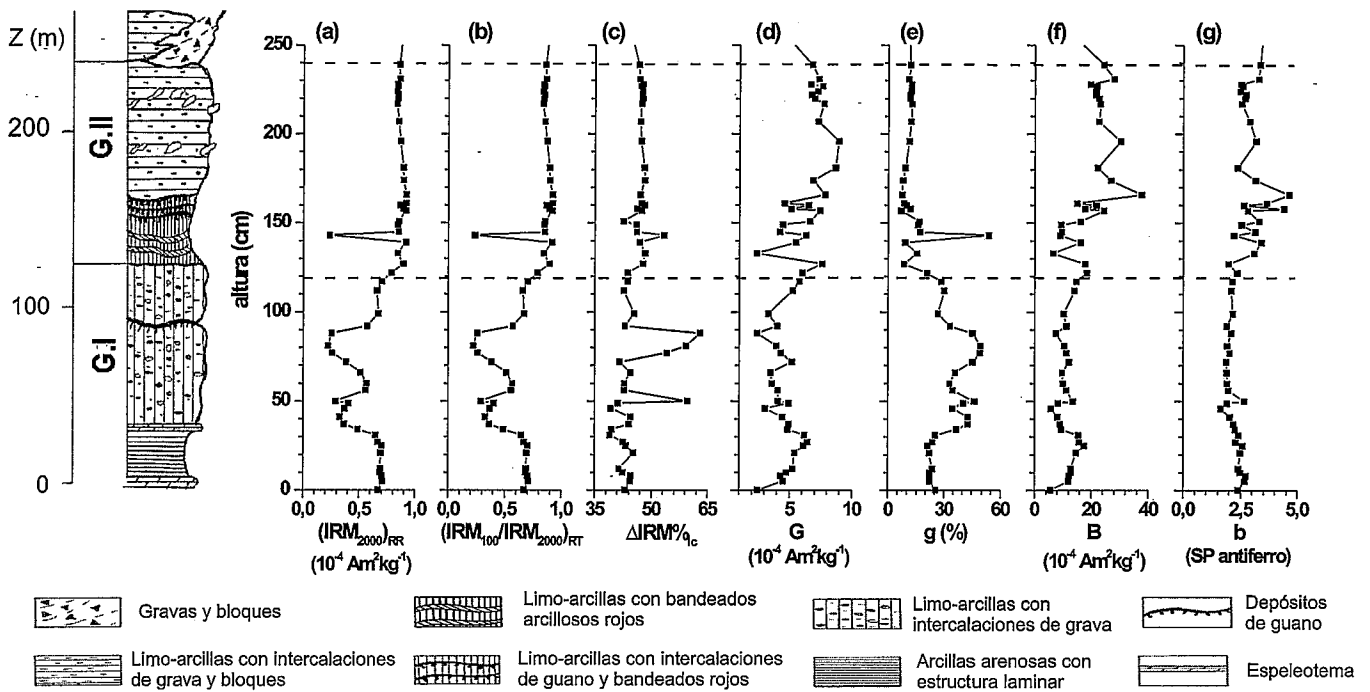 Z (m)
200
100
0
G.II
G.I
altura (cm)
250
200
150
100
50
0
(a)
(b)
(c)
(d)
(e)
(f)
(g)
0,0 0,5 1,0
0,0 0,5 1,0
35 50 65
5 10
0 20 40 60
0 20 40
0 2,5 5,0
(IRM2000)RR
(10-4 Am2kg-1)
(IRM100/IRM2000)RT
ΔIRM%lc
G
(10-4 Am2kg-1)
g (%)
B
(10-4 Am2kg-1)
b
(SP antiferro)
Gravas y bloques
Limo-arcillas con bandeados
arcillosos rojos
Limo-arcillas con
intercalaciones de grava
Depósitos
de guano
Limo-arcillas con intercalaciones
de grava y bloques
Limo-arcillas con intercalaciones
de guano y bandeados rojos
Arcillas arenosas con
estructura laminar
Espeleotema